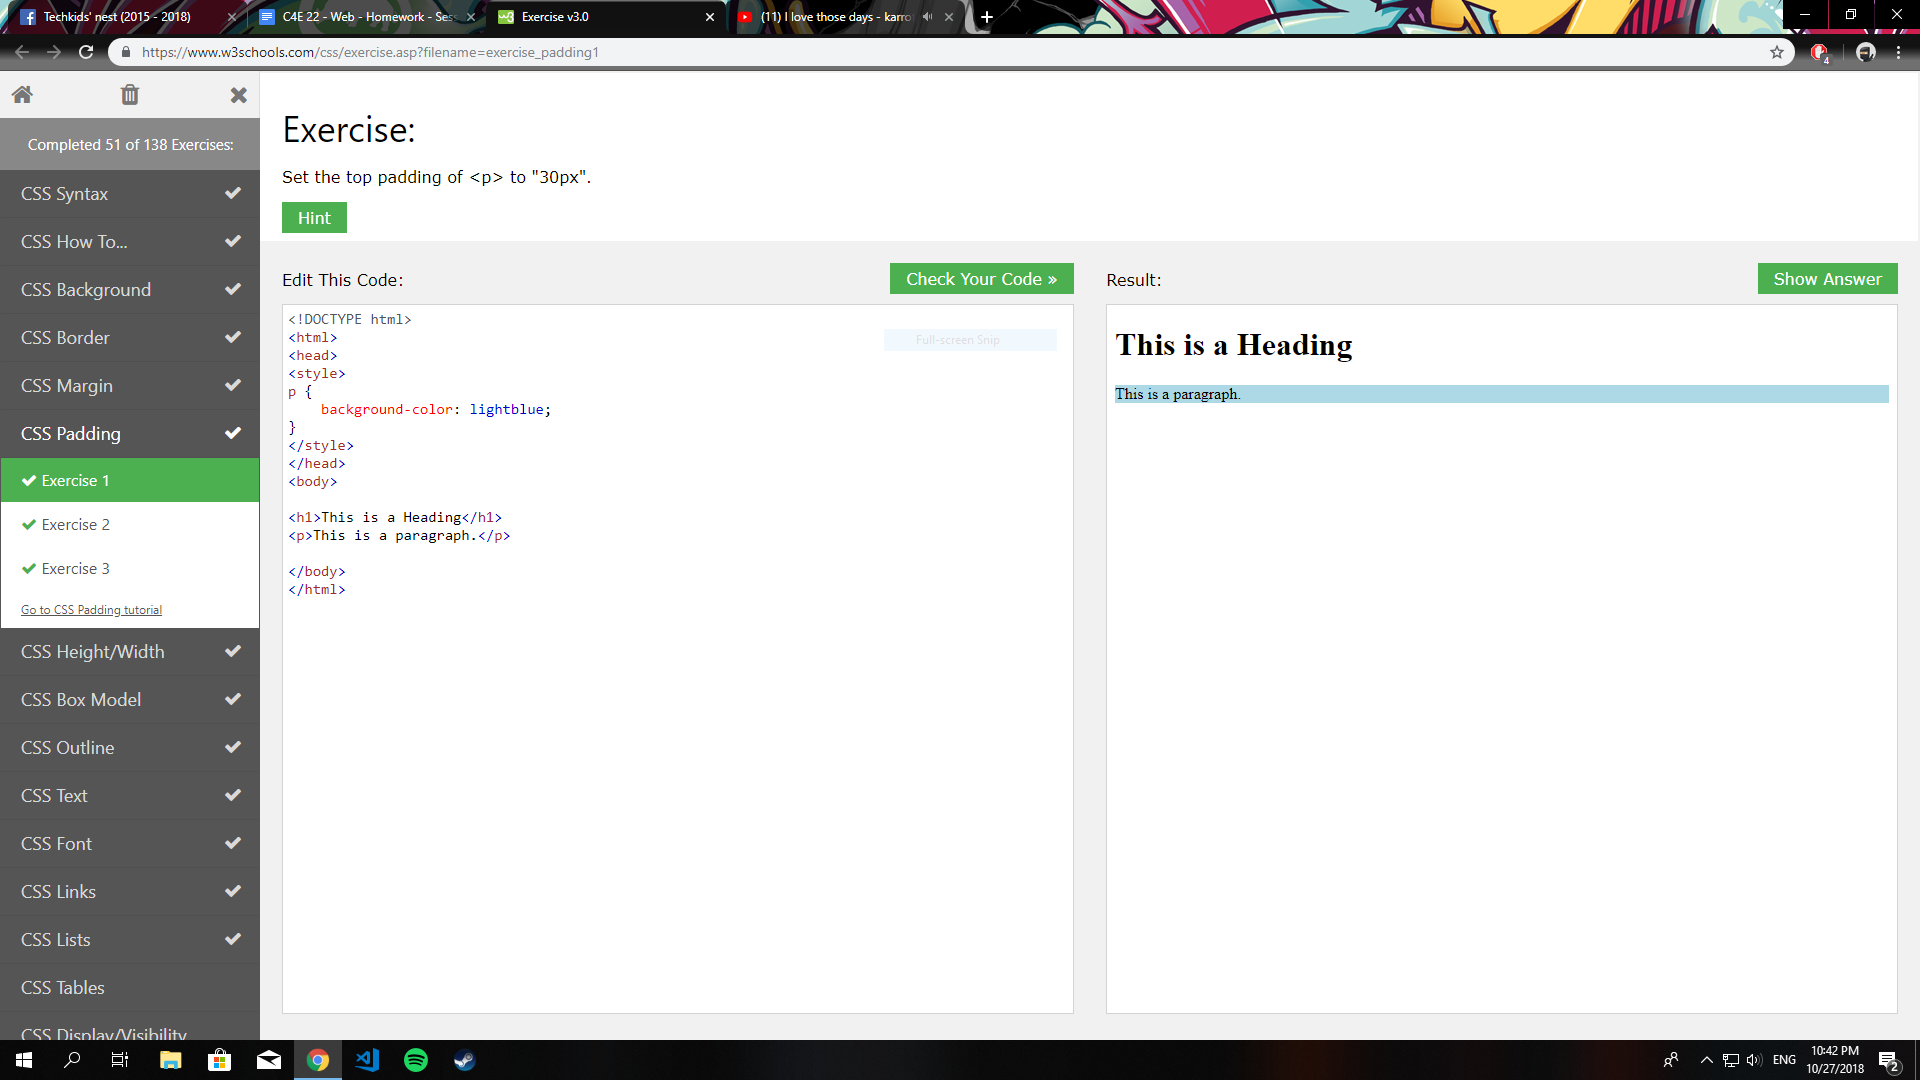 Techkids' nest (2015 - 2018)
C4E 22 - Web - Homework - Ses
Exercise v3.0
(11) I love those days - karro
https://www.w3schools.com/css/exercise.asp?filename=exercise_padding1
4
Completed 51 of 138 Exercises:
CSS Syntax
CSS How To...
CSS Background
CSS Border
CSS Margin
CSS Padding
Exercise 1
Exercise 2
Exercise 3
Go to CSS Padding tutorial
CSS Height/Width
CSS Box Model
CSS Outline
CSS Text
CSS Font
CSS Links
CSS Lists
CSS Tables
CSS Display/Visibility
Exercise:
Set the top padding of <p> to "30px".
Hint
Edit This Code:
Check Your Code »
<!DOCTYPE html>
<html>
<head>
<style>
p {
    background-color: lightblue;
}
</style>
</head>
<body>
<h1>This is a Heading</h1>
<p>This is a paragraph.</p>
</body>
</html>
Full-screen Snip
Result:
Show Answer
This is a Heading
This is a paragraph.
ENG
10:42 PM
10/27/2018
2